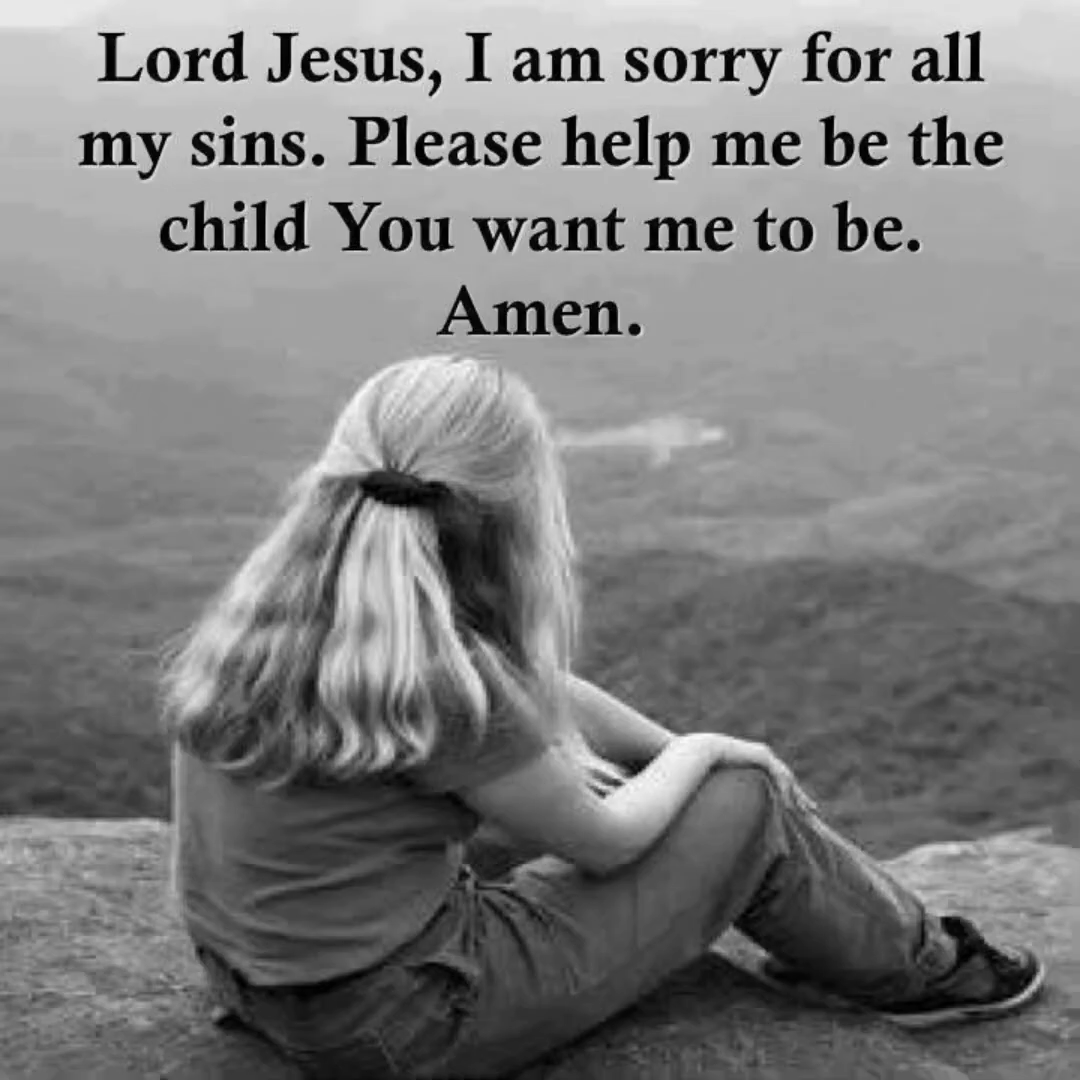 Lord Jesus, I am sorry for all
my sins. Please help me be the
child You want me to be.
Amen.